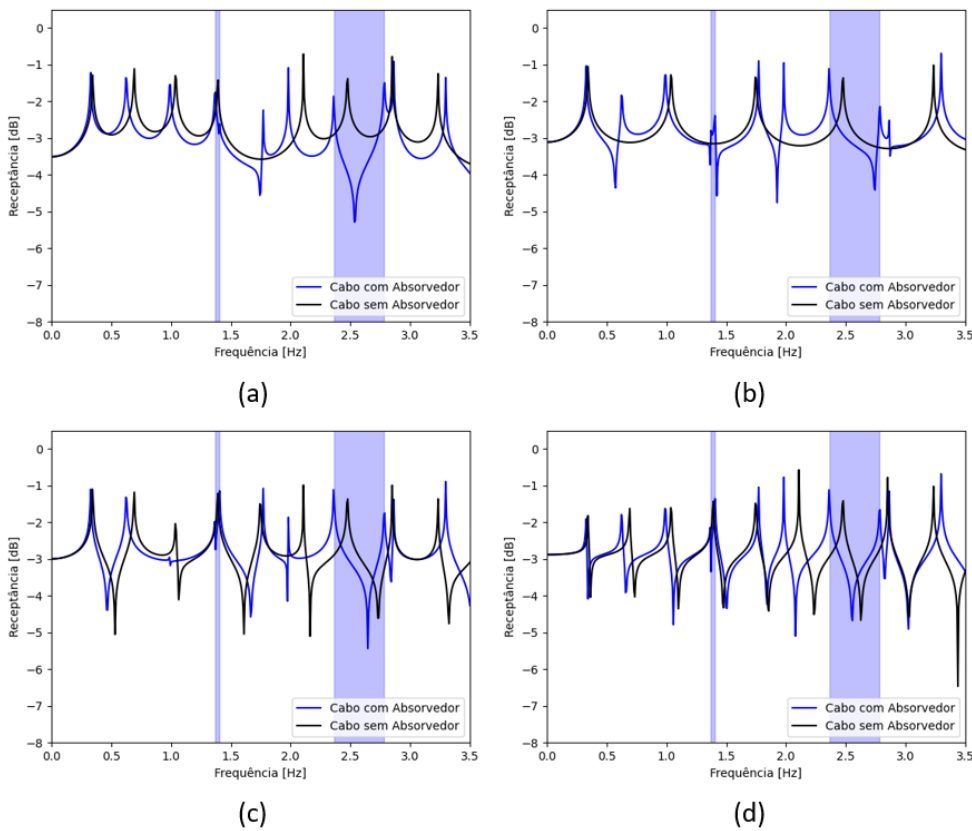 0
−1
−2
−3
−4
−5
−6
−7
−8
Receptância [dB]
Cabo com Absorvedor
Cabo sem Absorvedor
0.0 0.5 1.0 1.5 2.0 2.5 3.0 3.5
Frequência [Hz]
(a)
0
−1
−2
−3
−4
−5
−6
−7
−8
Receptância [dB]
Cabo com Absorvedor
Cabo sem Absorvedor
0.0 0.5 1.0 1.5 2.0 2.5 3.0 3.5
Frequência [Hz]
(b)
0
−1
−2
−3
−4
−5
−6
−7
−8
Receptância [dB]
Cabo com Absorvedor
Cabo sem Absorvedor
0.0 0.5 1.0 1.5 2.0 2.5 3.0 3.5
Frequência [Hz]
(c)
0
−1
−2
−3
−4
−5
−6
−7
−8
Receptância [dB]
Cabo com Absorvedor
Cabo sem Absorvedor
0.0 0.5 1.0 1.5 2.0 2.5 3.0 3.5
Frequência [Hz]
(d)